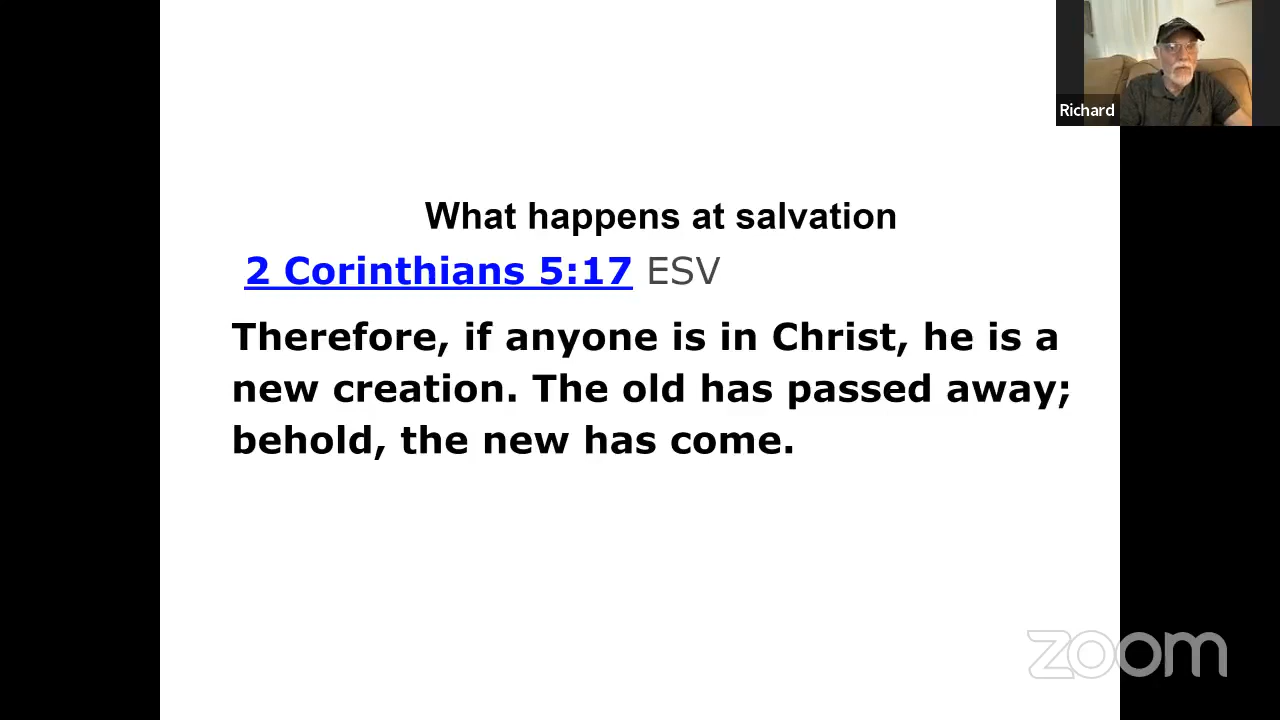 Richard
What happens at salvation
2 Corinthians 5:17 ESV
Therefore, if anyone is in Christ, he is a
new creation. The old has passed away;
behold, the new has come.
zoom